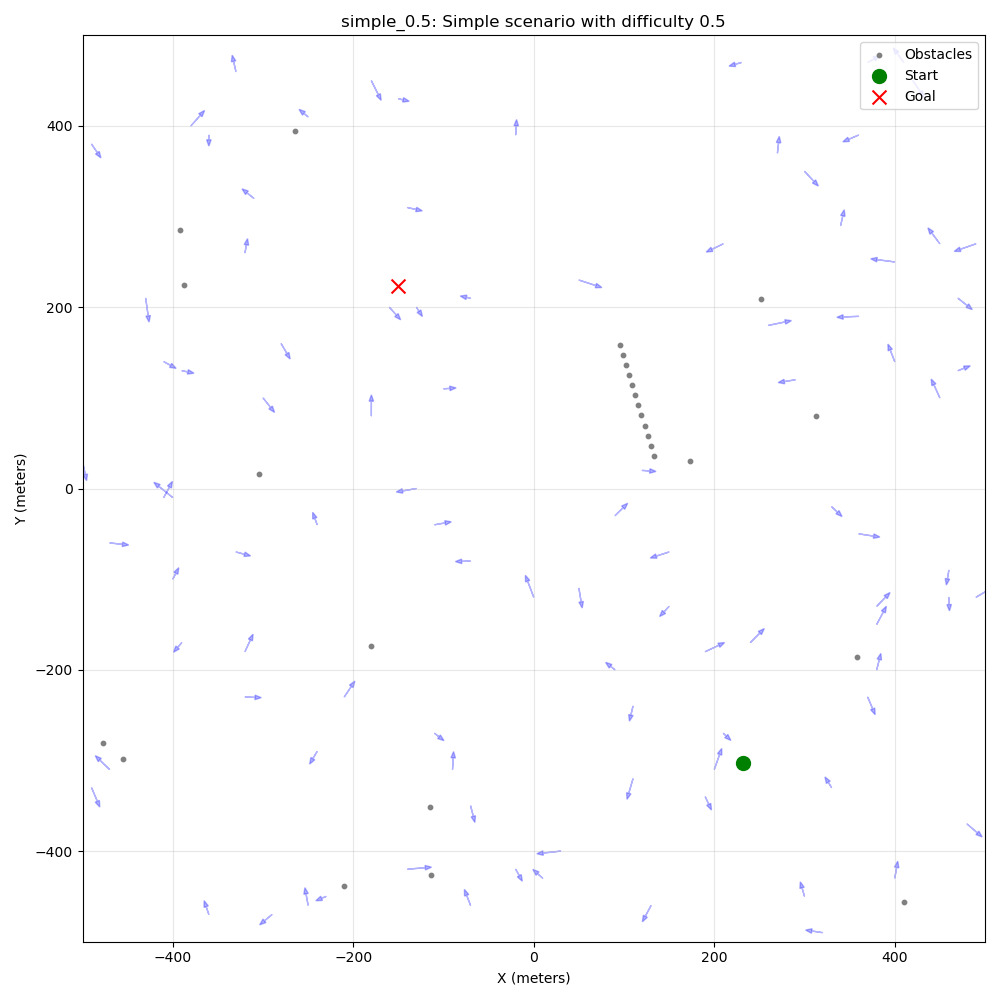 simple_0.5: Simple scenario with difficulty 0.5
Obstacles
Start
Goal
Y (meters)
400
200
0
−200
−400
−400 −200 0 200 400
X (meters)